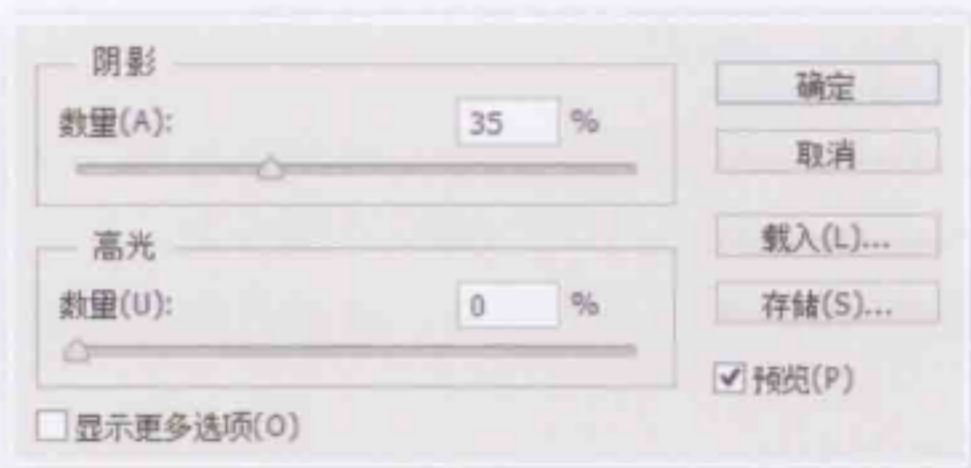 阴影
数量(A):
35
%
高光
数量(U):
0
%
显示更多选项(O)
确定
取消
载入(L)...
存储(S)...
预览(P)